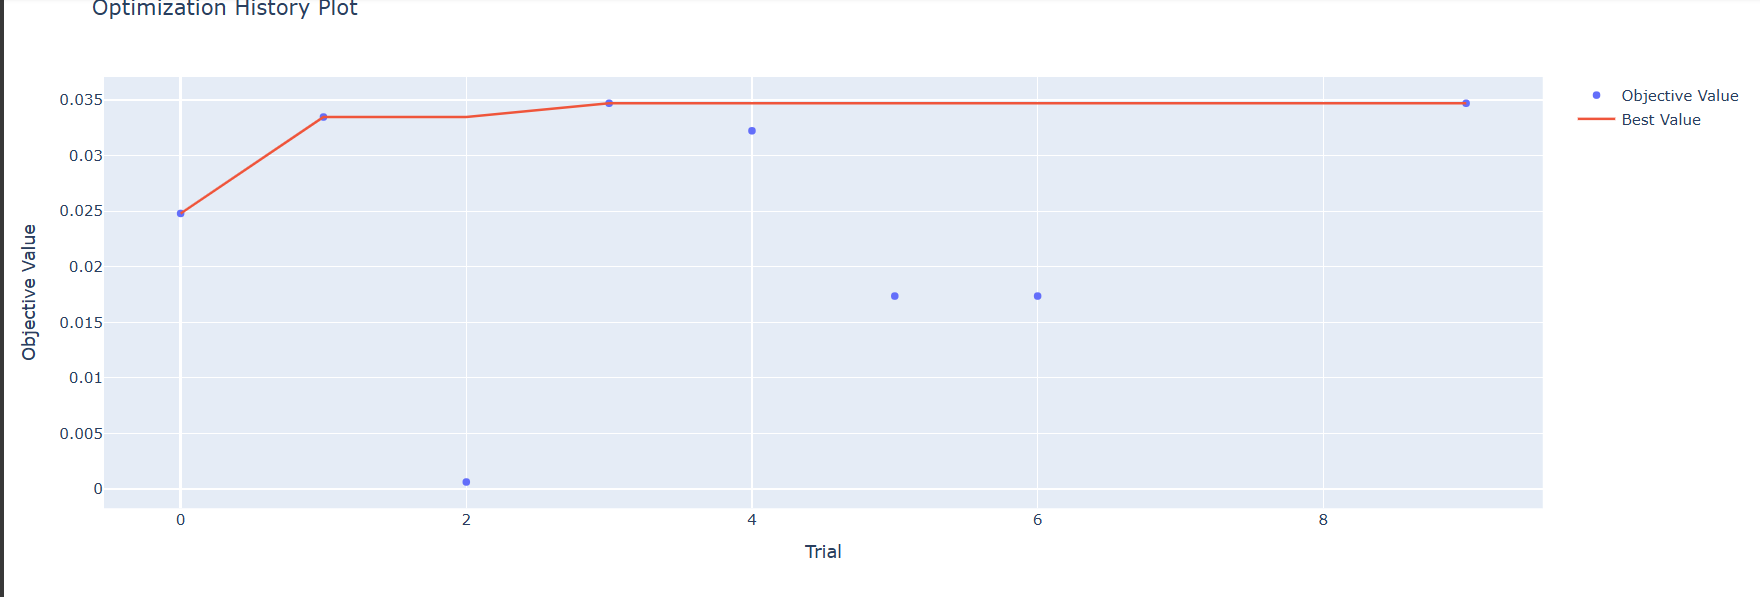 Optimization History Plot
Objective Value
0.035
0.03
0.025
0.02
0.015
0.01
0.005
0
0 2 4 6 8
Trial
Objective Value
Best Value